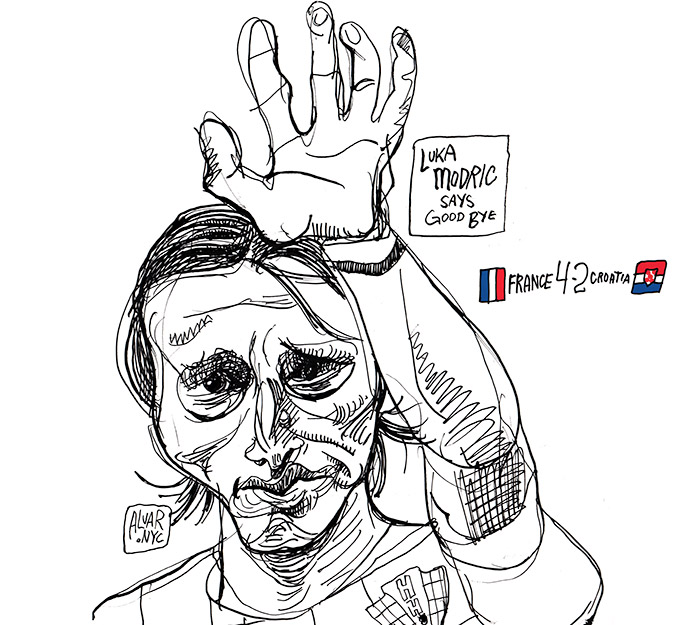 LUKA
MODRIC
SAYS
GOOD BYE
FRANCE 4-2 CROATIA
ALVAR
.NYC